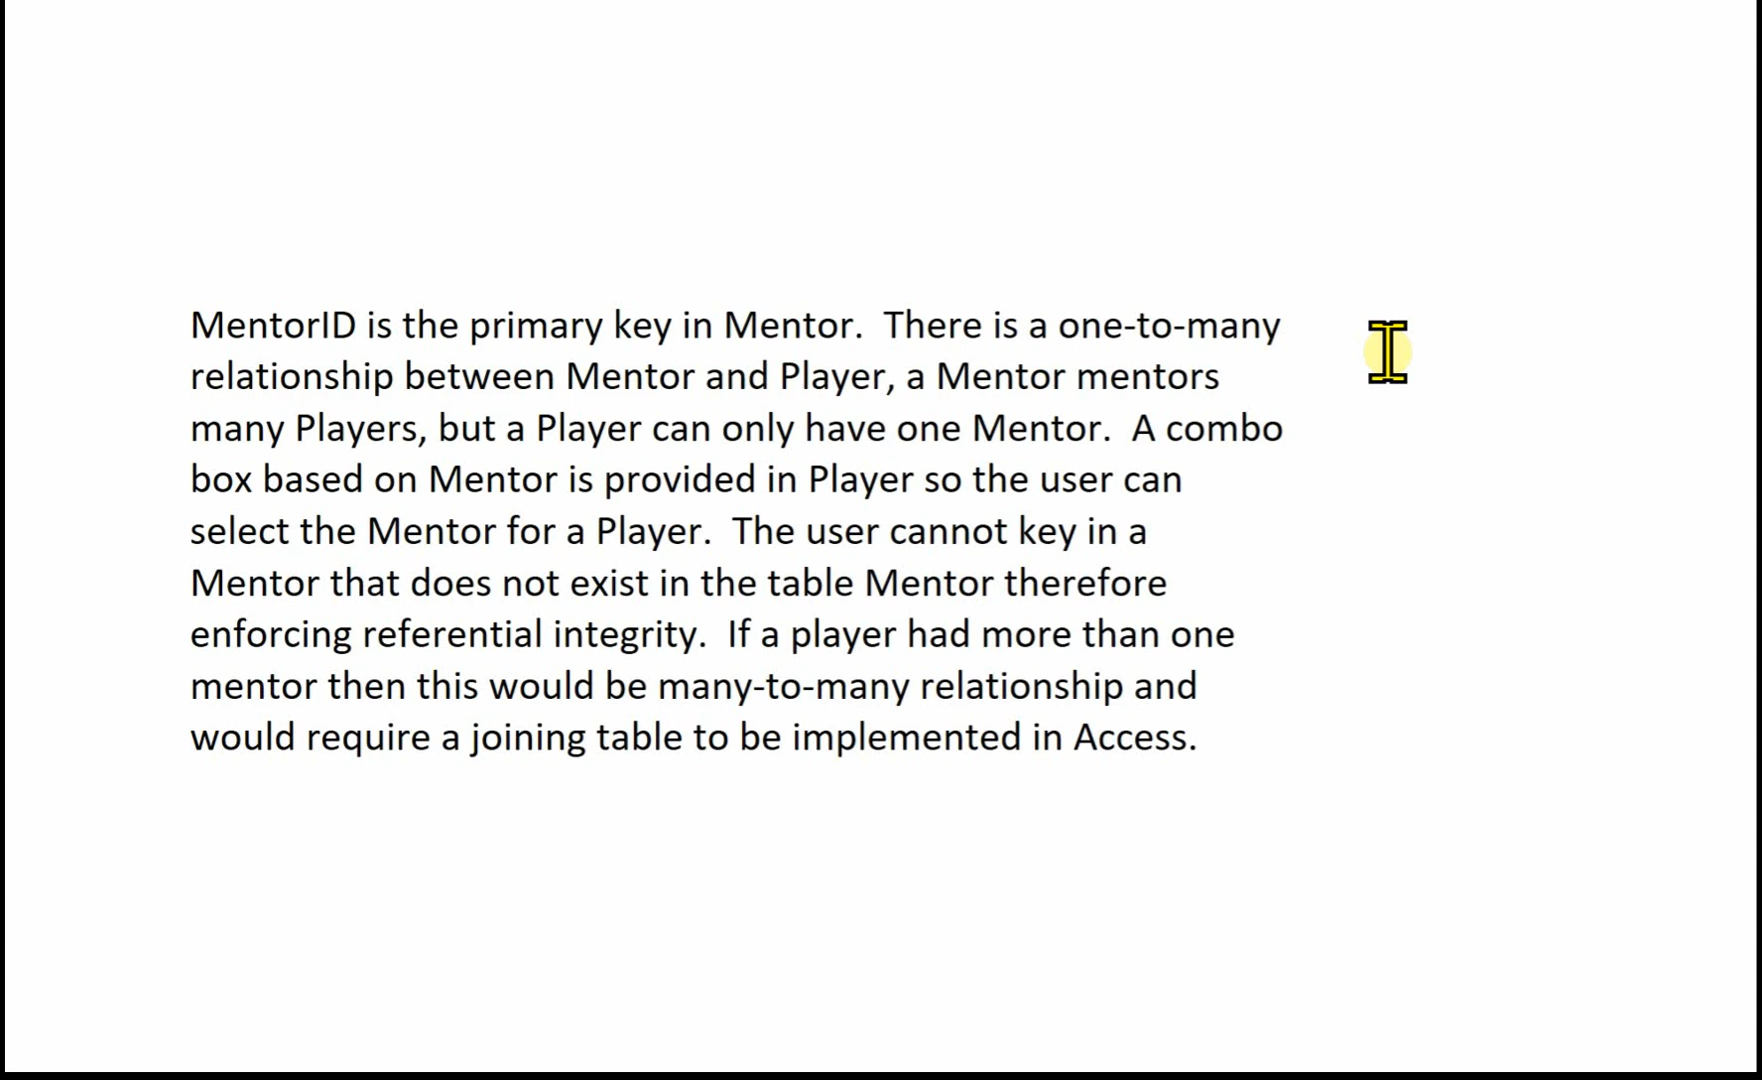 MentorID is the primary key in Mentor.  There is a one-to-many
relationship between Mentor and Player, a Mentor mentors
many Players, but a Player can only have one Mentor.  A combo
box based on Mentor is provided in Player so the user can
select the Mentor for a Player.  The user cannot key in a
Mentor that does not exist in the table Mentor therefore
enforcing referential integrity.  If a player had more than one
mentor then this would be many-to-many relationship and
would require a joining table to be implemented in Access.